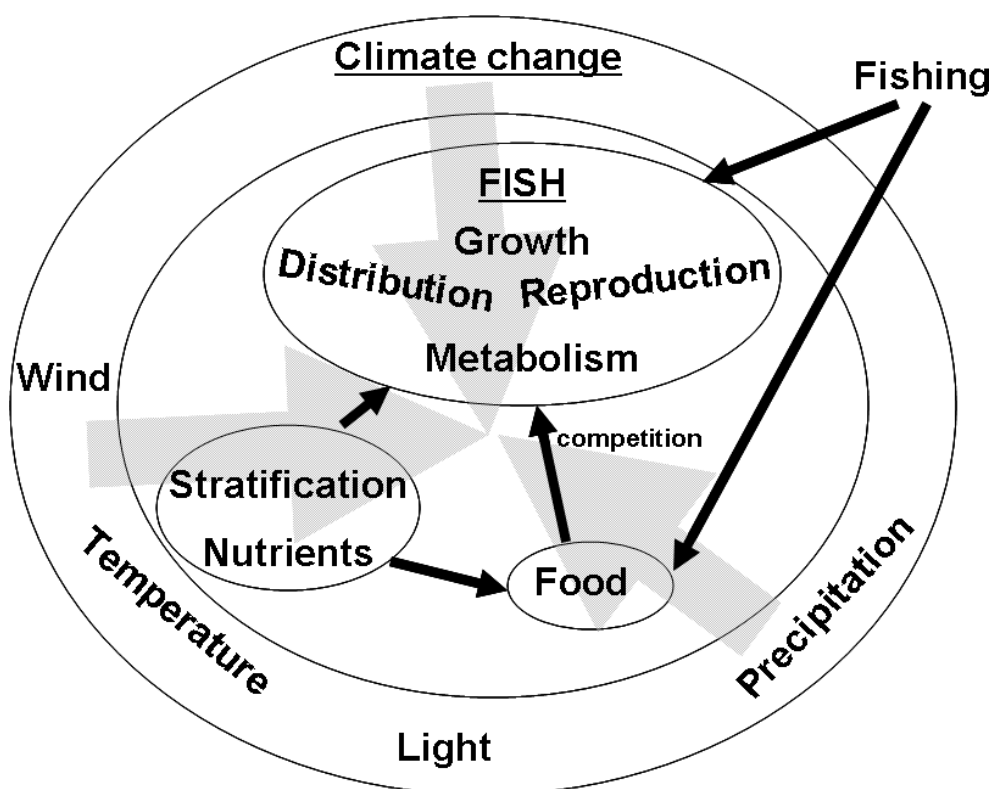 Climate change
Fishing
FISH
Growth
Distribution Reproduction
Metabolism
Wind
competition
Stratification
Nutrients
Food
Temperature
Precipitation
Light